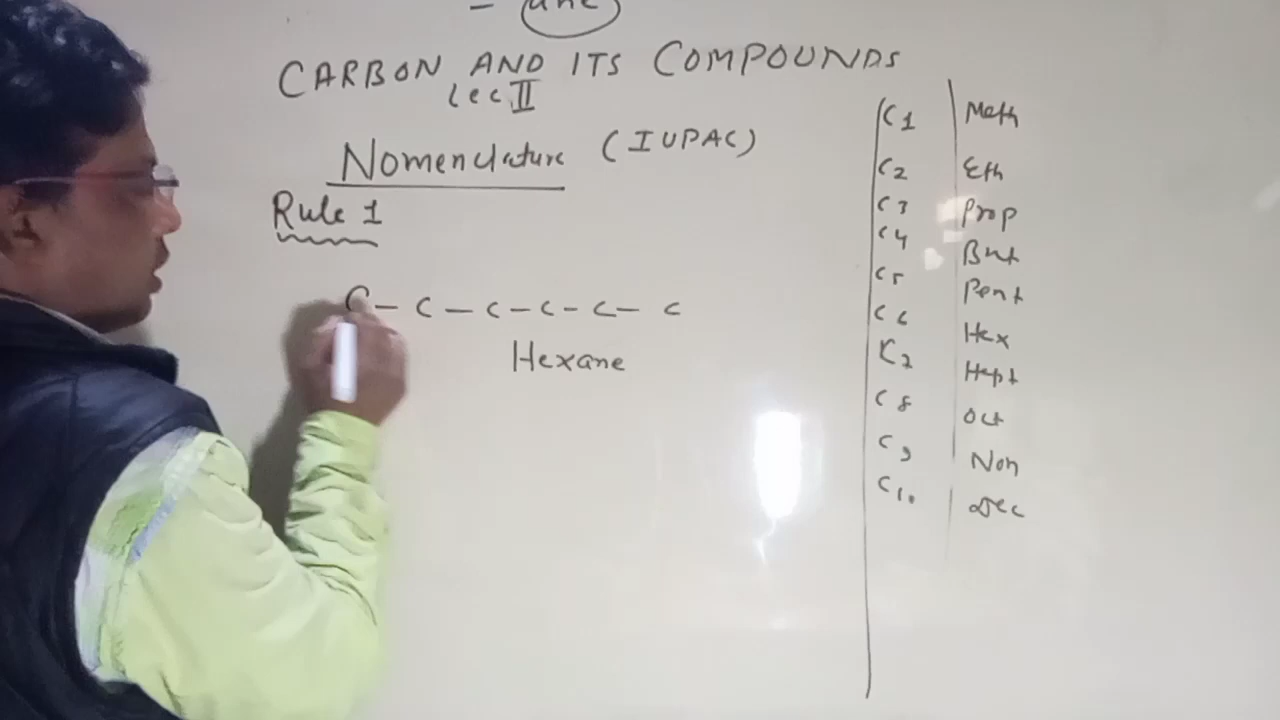 - ane
CARBON AND ITS COMPOUNDS
Lec II
Nomenclature (IUPAC)
Rule 1
C - C - C - C - C - C
Hexane
C1 Meth
C2 Eth
C3 Prop
C4 But
C5 Pent
C6 Hex
C7 Hept
C8 Oct
C9 Non
C10 Dec